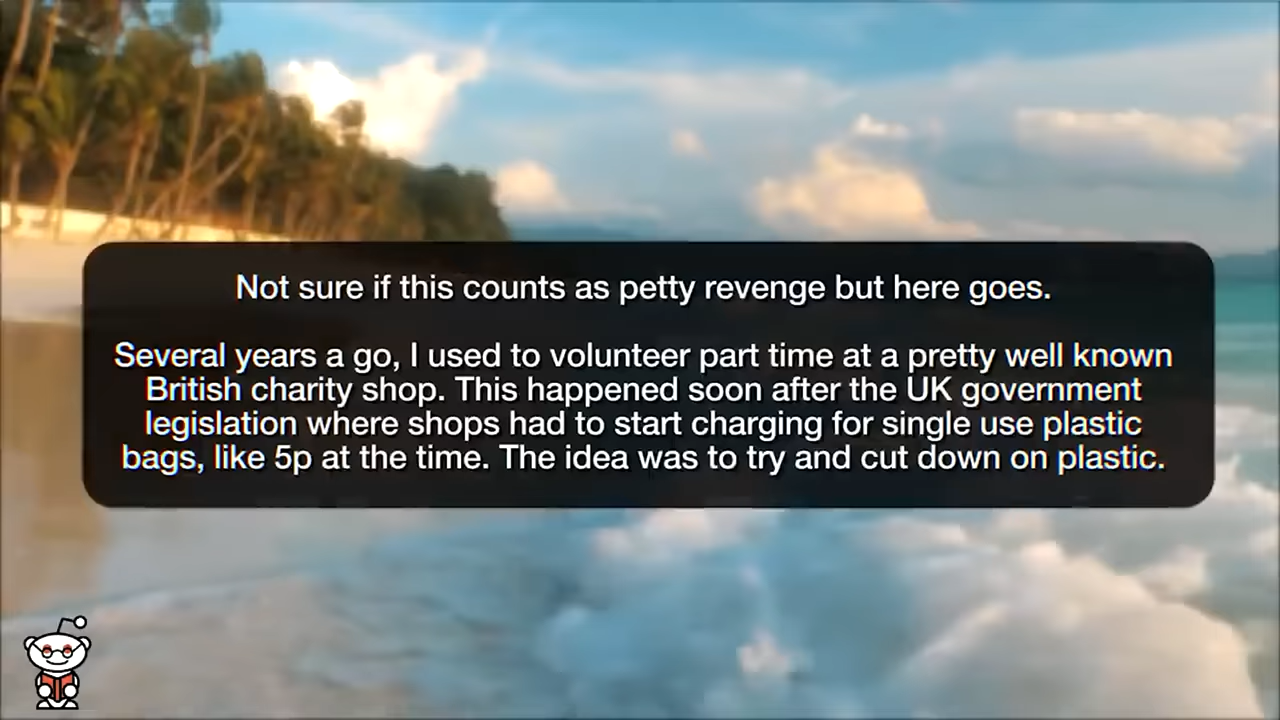 Not sure if this counts as petty revenge but here goes.
Several years a go, I used to volunteer part time at a pretty well known
British charity shop. This happened soon after the UK government
legislation where shops had to start charging for single use plastic
bags, like 5p at the time. The idea was to try and cut down on plastic.